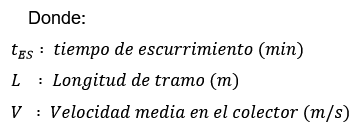 Donde:
t_ES : tiempo de escurrimiento (min)
L : Longitud de tramo (m)
V : Velocidad media en el colector (m/s)